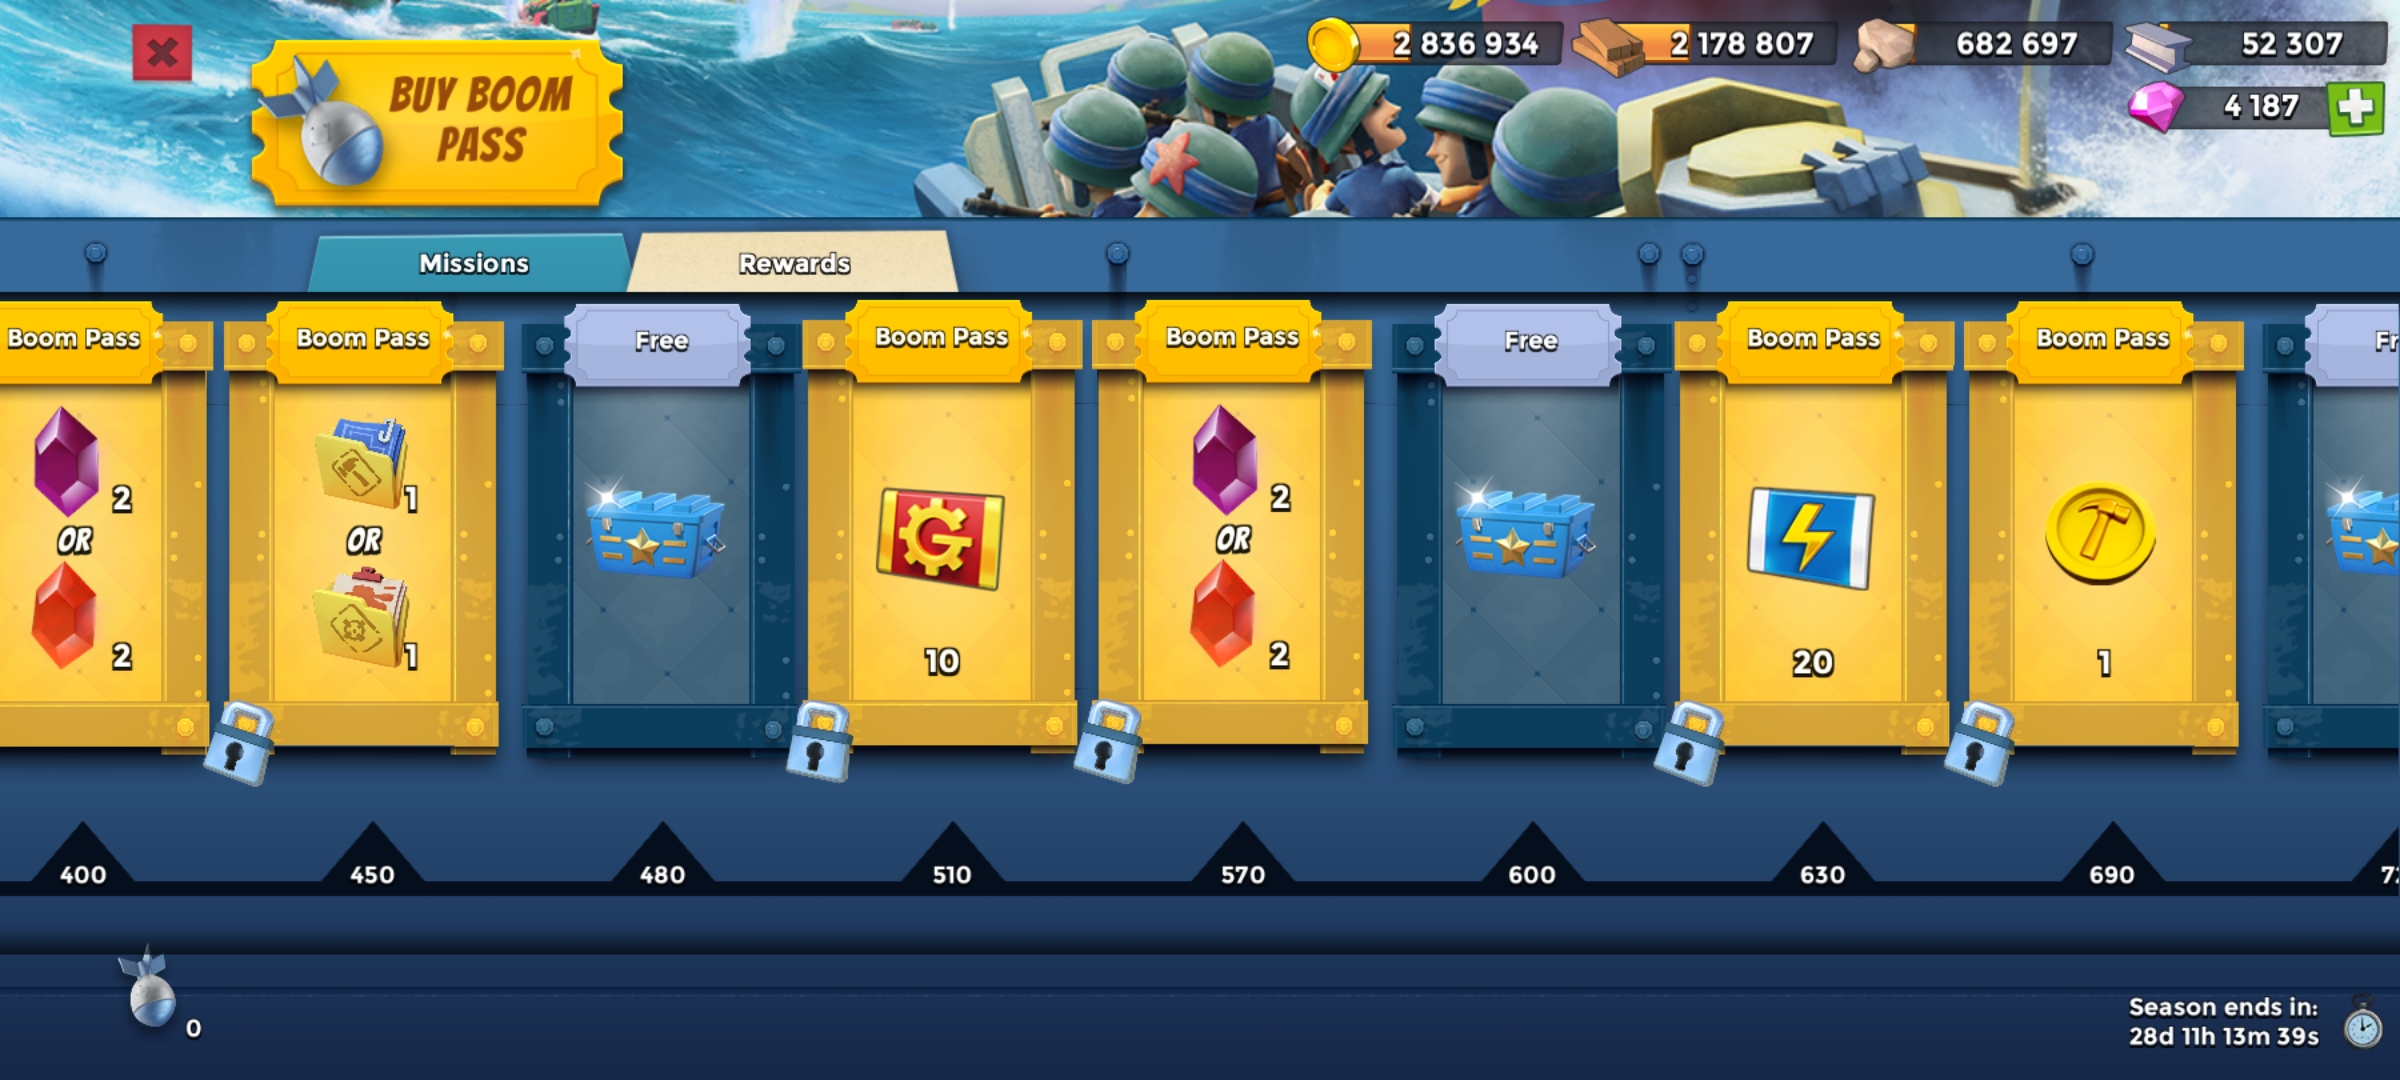 BUY BOOM
PASS
2 836 934
2 178 807
682 697
52 307
4 187
Missions
Rewards
Boom Pass
Boom Pass
Free
Boom Pass
Boom Pass
Free
Boom Pass
Boom Pass
2
OR
2
1
OR
1
10
2
OR
2
20
1
400
450
480
510
570
600
630
690
0
Season ends in:
28d 11h 13m 39s